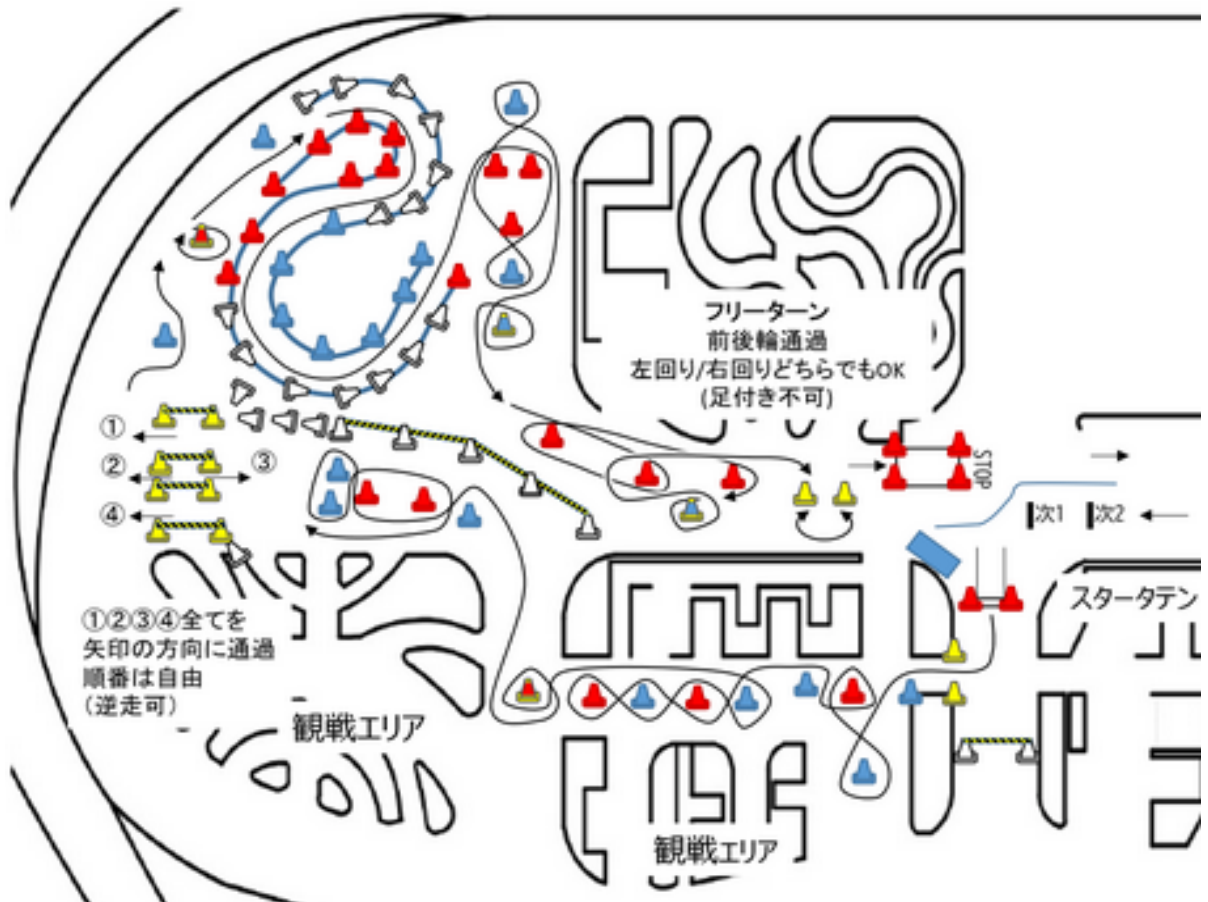 フリーターン
前後輪通過
左回り/右回りどちらでもOK
(足付き不可)
①
②
③
④
STOP
次1
次2
スタータテン
①②③④全てを
矢印の方向に通過
順番は自由
(逆走可)
観戦エリア
観戦エリア